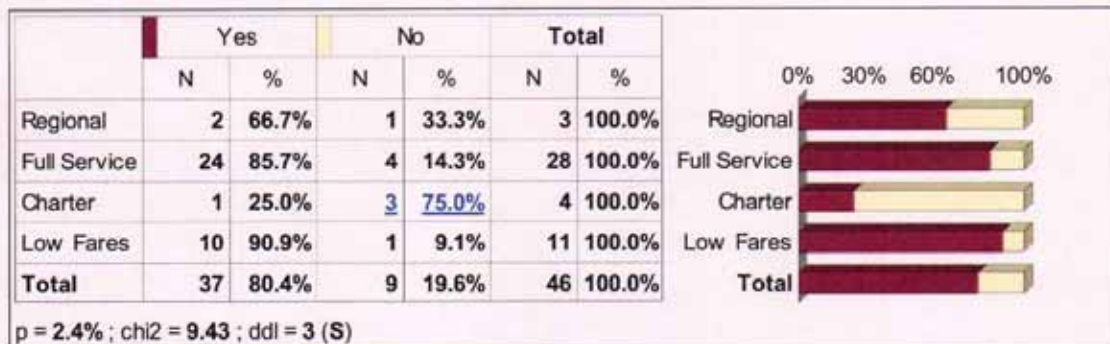 Yes No Total
N % N % N %
Regional 2 66.7% 1 33.3% 3 100.0%
Full Service 24 85.7% 4 14.3% 28 100.0%
Charter 1 25.0% 3 75.0% 4 100.0%
Low Fares 10 90.9% 1 9.1% 11 100.0%
Total 37 80.4% 9 19.6% 46 100.0%
p = 2.4% ; chi2 = 9.43 ; ddl = 3 (S)
0% 30% 60% 100%
Regional
Full Service
Charter
Low Fares
Total